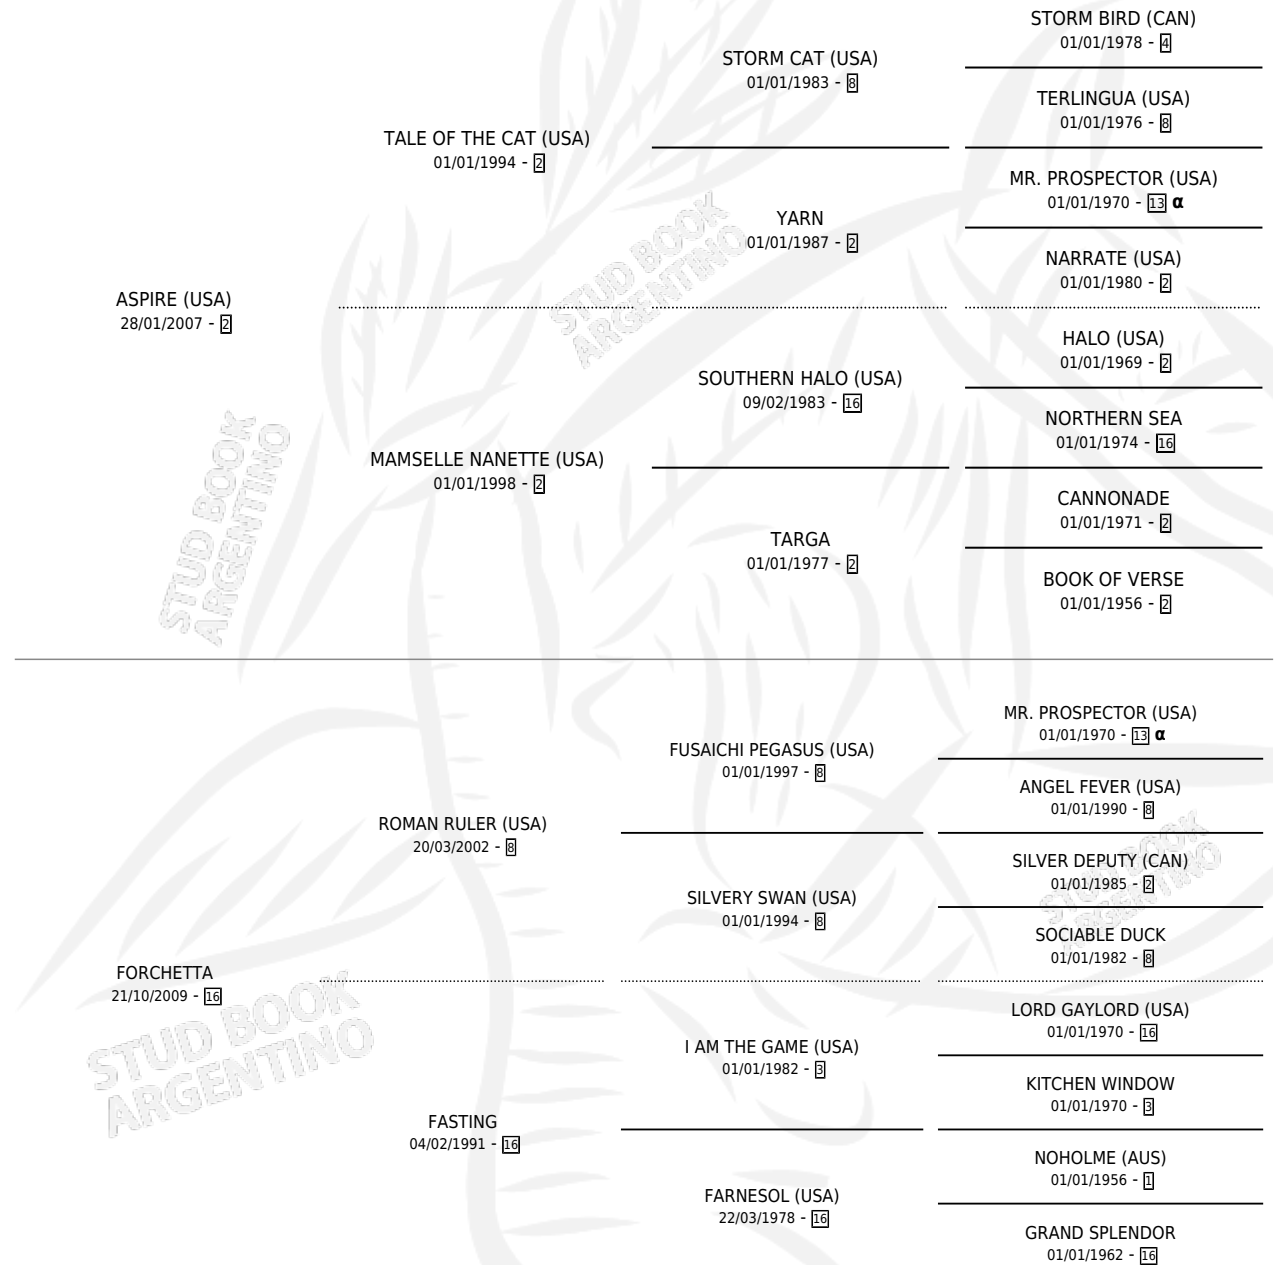 STORM BIRD (CAN)
01/01/1978 - 4
STORM CAT (USA)
01/01/1983 - 8
TERLINGUA (USA)
01/01/1976 - 8
TALE OF THE CAT (USA)
01/01/1994 - 2
MR. PROSPECTOR (USA)
01/01/1970 - 13 α
YARN
01/01/1987 - 2
NARRATE (USA)
01/01/1980 - 2
ASPIRE (USA)
28/01/2007 - 2
HALO (USA)
01/01/1969 - 2
SOUTHERN HALO (USA)
09/02/1983 - 16
NORTHERN SEA
01/01/1974 - 16
MAMSELLE NANETTE (USA)
01/01/1998 - 2
CANNONADE
01/01/1971 - 2
TARGA
01/01/1977 - 2
BOOK OF VERSE
01/01/1956 - 2
MR. PROSPECTOR (USA)
01/01/1970 - 13 α
FUSAICHI PEGASUS (USA)
01/01/1997 - 8
ANGEL FEVER (USA)
01/01/1990 - 8
ROMAN RULER (USA)
20/03/2002 - 8
SILVER DEPUTY (CAN)
01/01/1985 - 2
SILVERY SWAN (USA)
01/01/1994 - 8
SOCIABLE DUCK
01/01/1982 - 8
FORCHETTA
21/10/2009 - 16
LORD GAYLORD (USA)
01/01/1970 - 16
I AM THE GAME (USA)
01/01/1982 - 3
KITCHEN WINDOW
01/01/1970 - 3
FASTING
04/02/1991 - 16
NOHOLME (AUS)
01/01/1956 - 1
FARNESOL (USA)
22/03/1978 - 16
GRAND SPLENDOR
01/01/1962 - 16
STUD BOOK
ARGENTINO
STUD BOOK
ARGENTINO
STUD BOOK
ARGENTINO
STUD BOOK
ARGENTINO